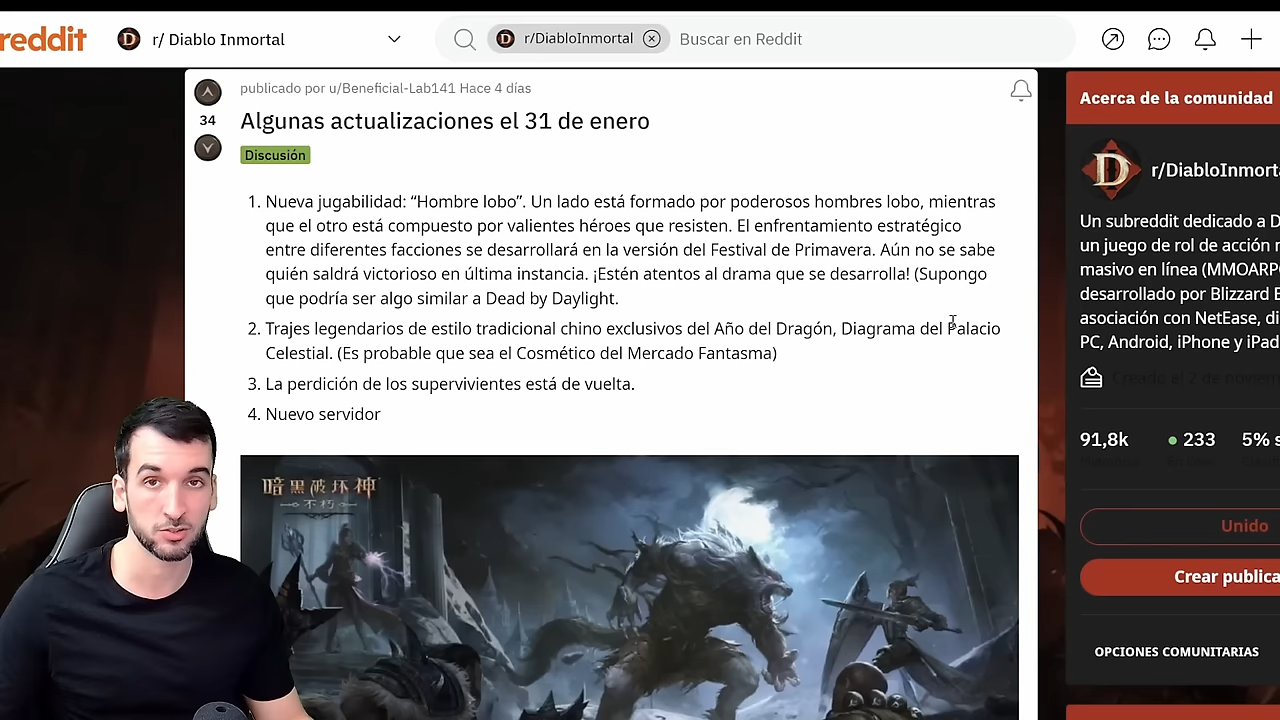 reddit
r/ Diablo Inmortal
r/DiabloInmortal
Buscar en Reddit
publicado por u/Beneficial-Lab141 Hace 4 días
34
Algunas actualizaciones el 31 de enero
Discusión
1. Nueva jugabilidad: “Hombre lobo”. Un lado está formado por poderosos hombres lobo, mientras
que el otro está compuesto por valientes héroes que resisten. El enfrentamiento estratégico
entre diferentes facciones se desarrollará en la versión del Festival de Primavera. Aún no se sabe
quién saldrá victorioso en última instancia. ¡Estén atentos al drama que se desarrolla! (Supongo
que podría ser algo similar a Dead by Daylight.
2. Trajes legendarios de estilo tradicional chino exclusivos del Año del Dragón, Diagrama del Palacio
Celestial. (Es probable que sea el Cosmético del Mercado Fantasma)
3. La perdición de los supervivientes está de vuelta.
4. Nuevo servidor
暗黑破坏神
不朽
Acerca de la comunidad
r/DiabloInmorta
Un subreddit dedicado a D
un juego de rol de acción m
masivo en línea (MMOARPG
desarrollado por Blizzard E
asociación con NetEase, di
PC, Android, iPhone y iPad
Creado el 2 de noviem
91,8k
233
5% s
Unido
Crear publica
OPCIONES COMUNITARIAS